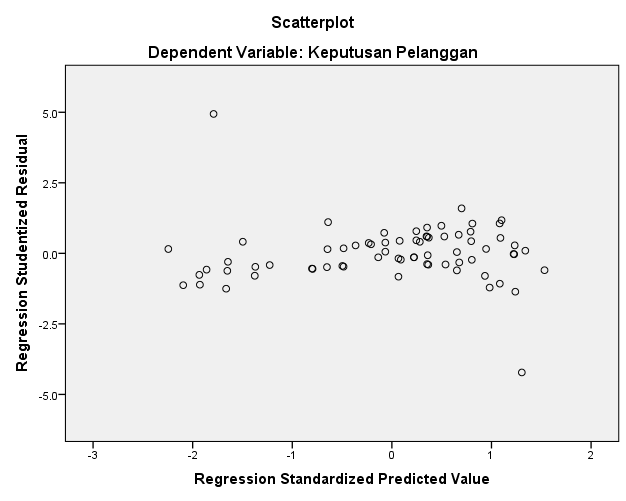 Scatterplot
Dependent Variable: Keputusan Pelanggan
Regression Studentized Residual
5.0
2.5
0.0
-2.5
-5.0
-3 -2 -1 0 1 2
Regression Standardized Predicted Value